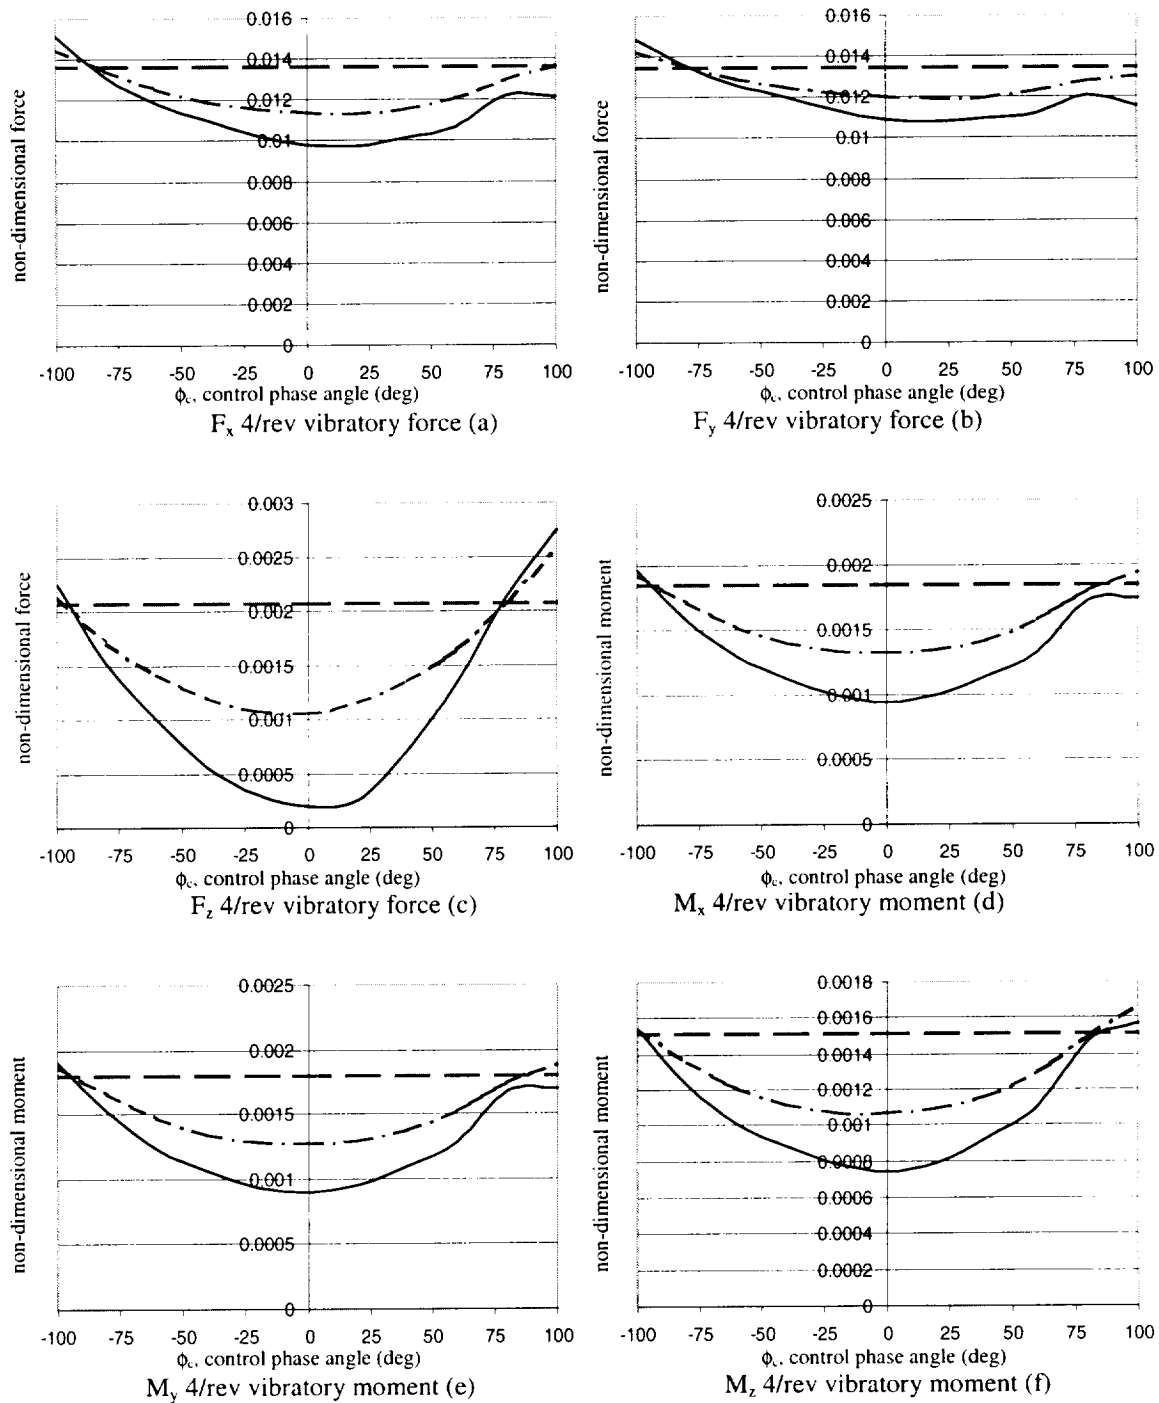 non-dimensional force
0.016
0.014
0.012
0.01
0.008
0.006
0.004
0.002
0
-100 -75 -50 -25 0 25 50 75 100
ϕc, control phase angle (deg)
Fx 4/rev vibratory force (a)
non-dimensional force
0.016
0.014
0.012
0.01
0.008
0.006
0.004
0.002
0
-100 -75 -50 -25 0 25 50 75 100
ϕc, control phase angle (deg)
Fy 4/rev vibratory force (b)
non-dimensional force
0.003
0.0025
0.002
0.0015
0.001
0.0005
0
-100 -75 -50 -25 0 25 50 75 100
ϕc, control phase angle (deg)
Fz 4/rev vibratory force (c)
non-dimensional moment
0.0025
0.002
0.0015
0.001
0.0005
0
-100 -75 -50 -25 0 25 50 75 100
ϕc, control phase angle (deg)
Mx 4/rev vibratory moment (d)
non-dimensional moment
0.0025
0.002
0.0015
0.001
0.0005
0
-100 -75 -50 -25 0 25 50 75 100
ϕc, control phase angle (deg)
My 4/rev vibratory moment (e)
non-dimensional moment
0.0018
0.0016
0.0014
0.0012
0.001
0.0008
0.0006
0.0004
0.0002
0
-100 -75 -50 -25 0 25 50 75 100
ϕc, control phase angle (deg)
Mz 4/rev vibratory moment (f)